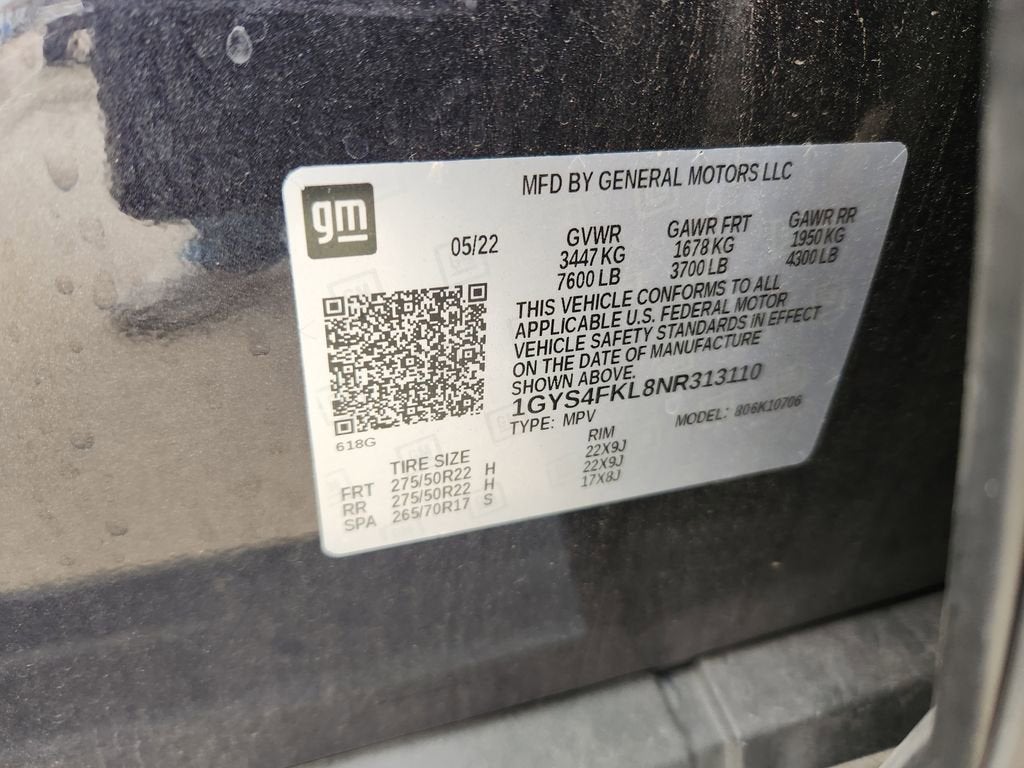 gm
MFD BY GENERAL MOTORS LLC
05/22
GVWR
3447 KG
7600 LB
GAWR FRT
1678 KG
3700 LB
GAWR RR
1950 KG
4300 LB
THIS VEHICLE CONFORMS TO ALL
APPLICABLE U.S. FEDERAL MOTOR
VEHICLE SAFETY STANDARDS IN EFFECT
ON THE DATE OF MANUFACTURE
SHOWN ABOVE.
1GYS4FKL8NR313110
TYPE: MPV MODEL: 806K10706
618G
TIRE SIZE RIM
FRT 275/50R22 H 22X9J
RR 275/50R22 H 22X9J
SPA 265/70R17 S 17X8J